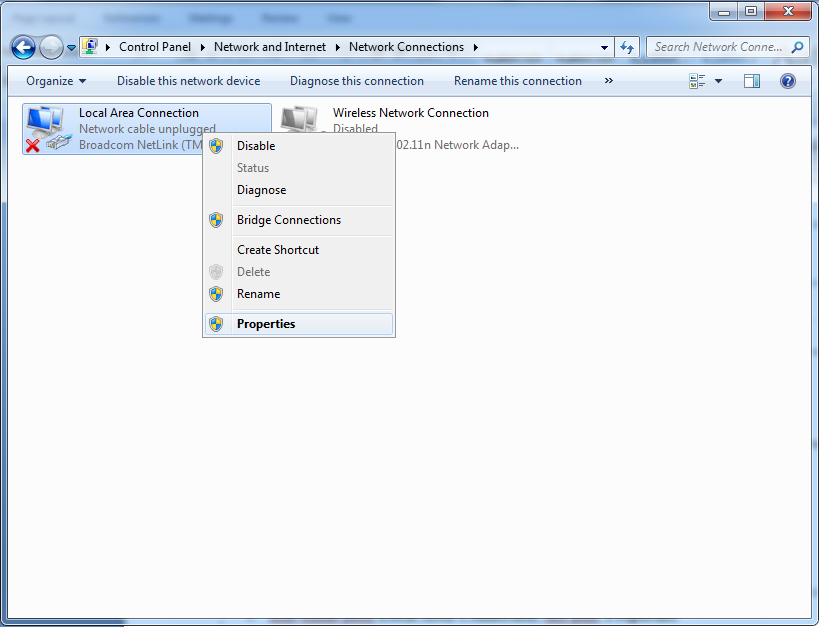 Control Panel Network and Internet Network Connections Search Network Conne...
Organize Disable this network device Diagnose this connection Rename this connection »
Local Area Connection
Network cable unplugged
Broadcom NetLink (TM
Wireless Network Connection
Disabled
02.11n Network Adap...
Disable
Status
Diagnose
Bridge Connections
Create Shortcut
Delete
Rename
Properties